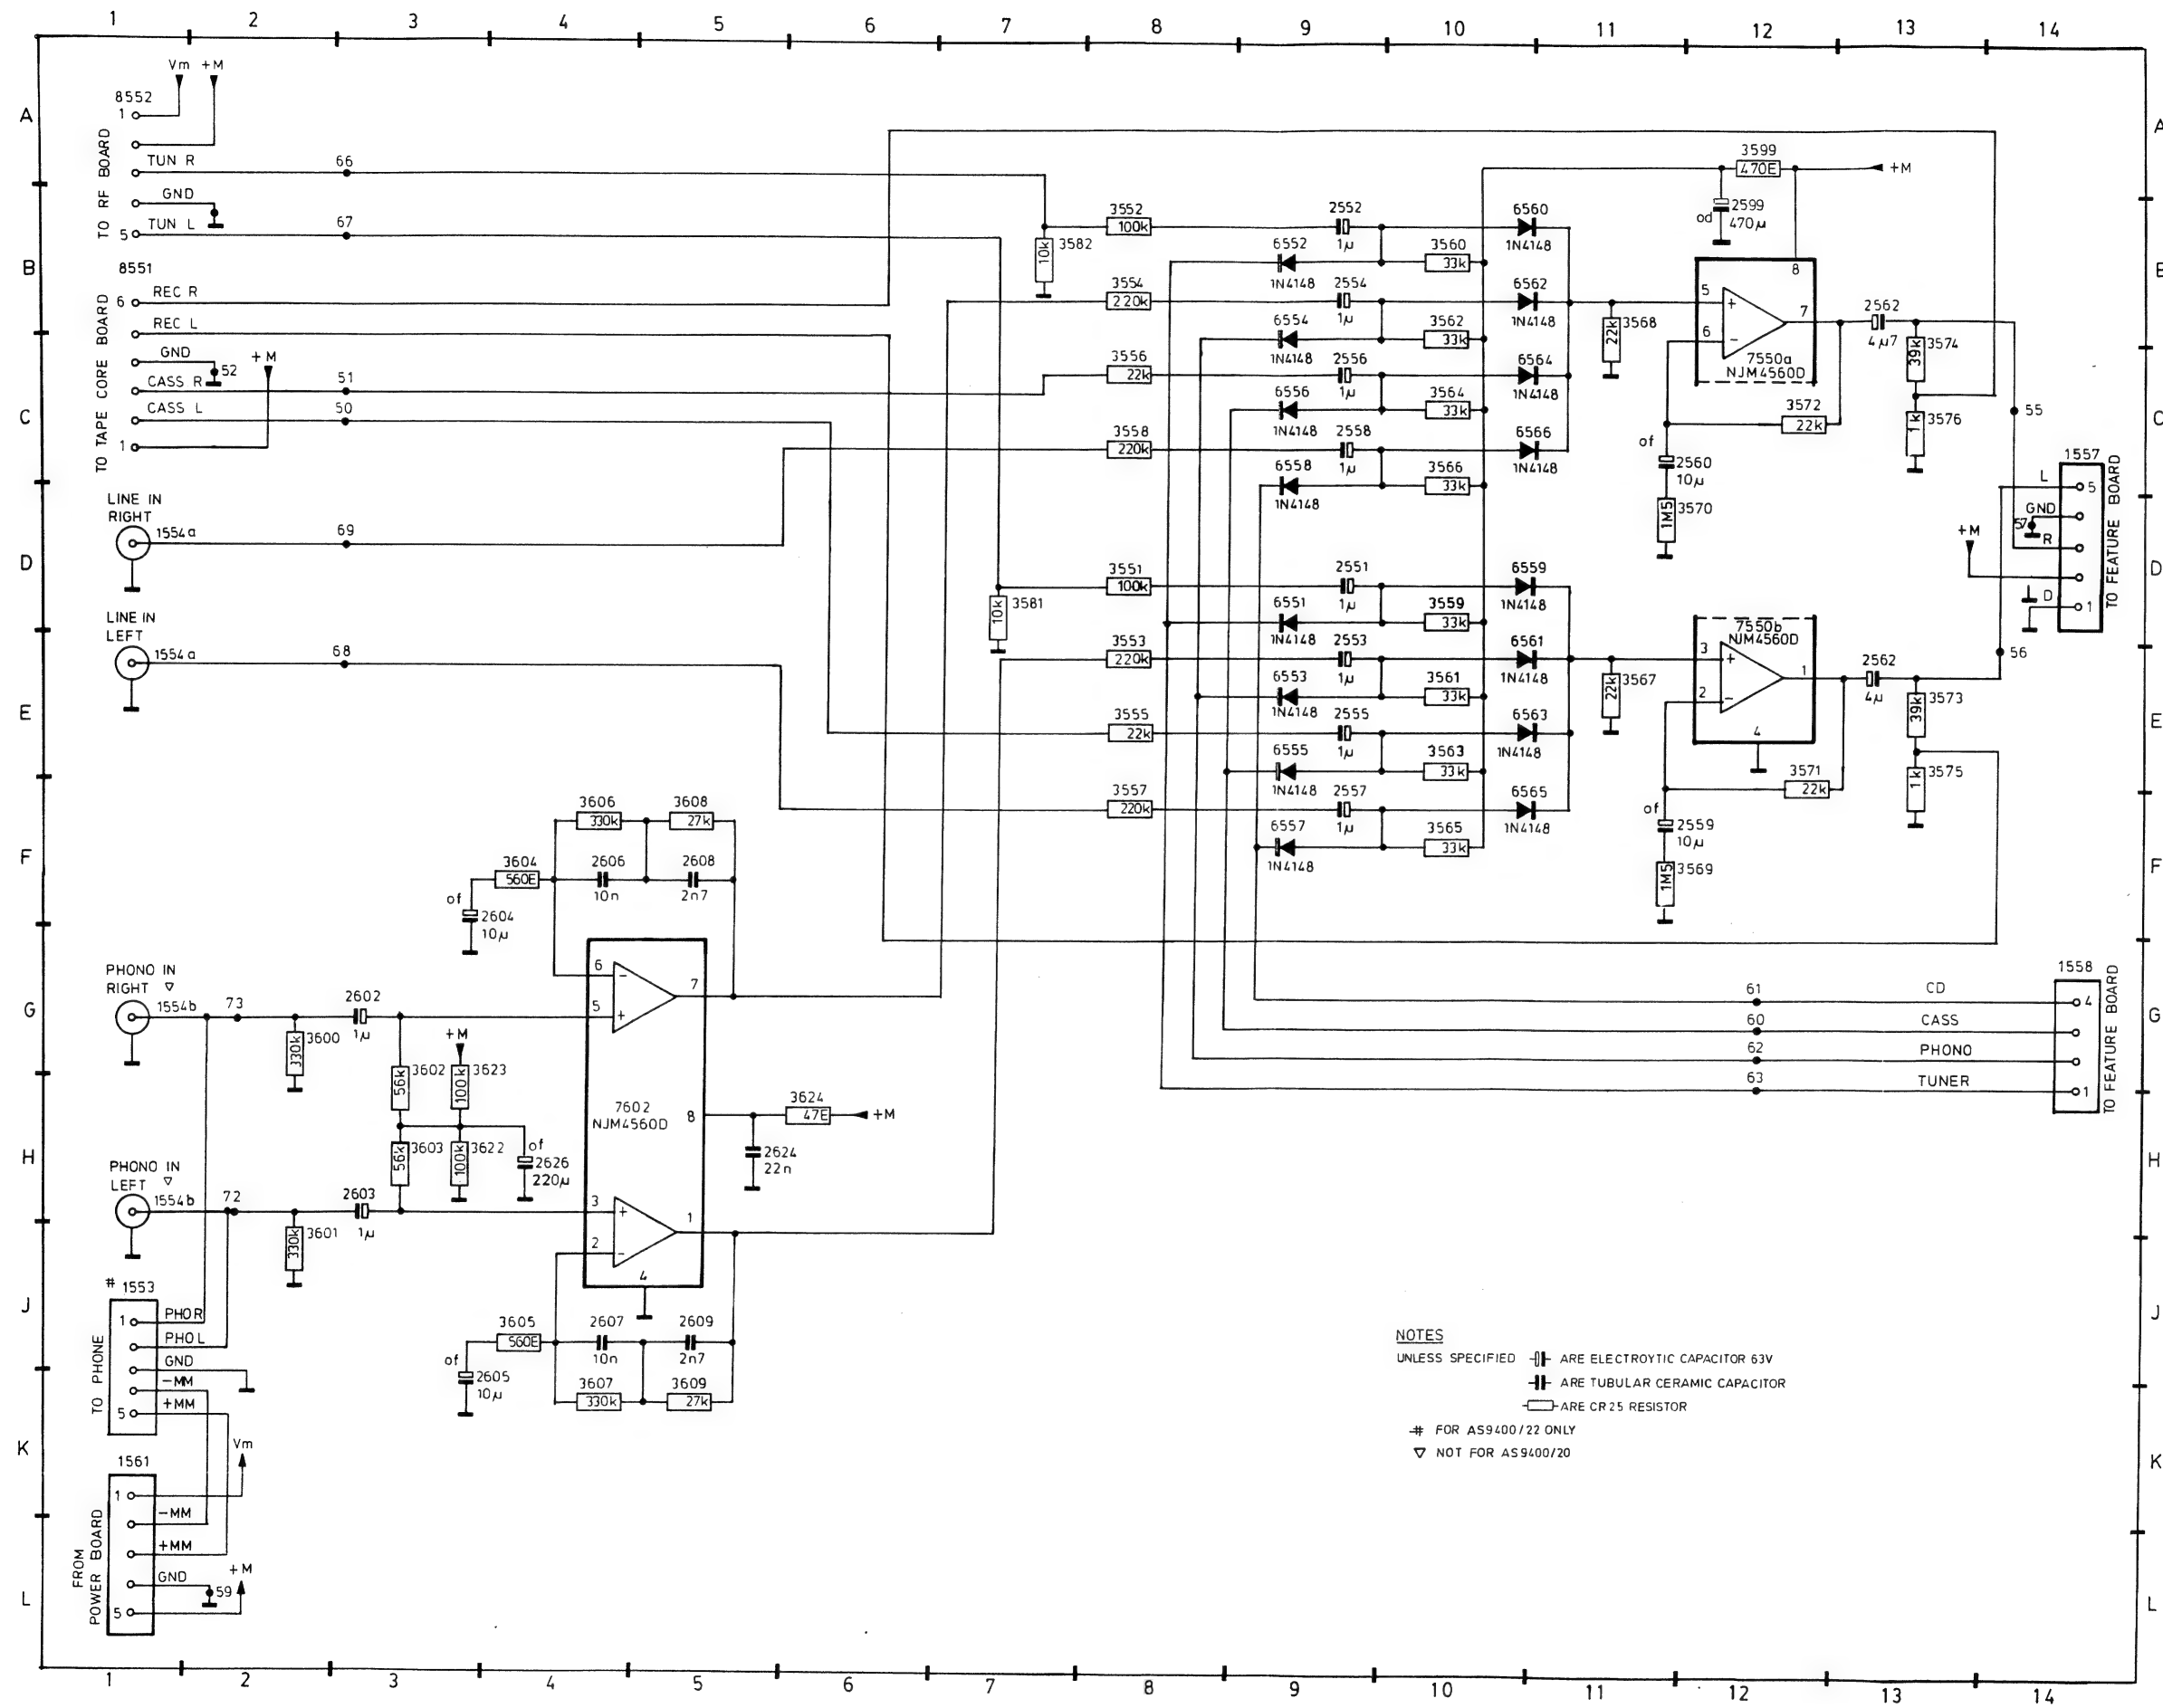 1 2 3 4 5 6 7 8 9 10 11 12 13 14
A B C D E F G H J K L
A B C D E F G H J K L
Vm +M
8552
1
TO RF BOARD
TUN R 66
GND
5 TUN L 67
8551
6 REC R
REC L
GND 52 +M
CASS R 51
CASS L 50
1
TO TAPE CORE BOARD
LINE IN
RIGHT
1554a 69
LINE IN
LEFT
1554a 68
PHONO IN
RIGHT ▽
1554b 73
PHONO IN
LEFT ▽
1554b 72
# 1553
1 PHOR
PHOL
GND
-MM
5 +MM
TO PHONE
1561
1 Vm
-MM
+MM
GND 59
5 +M
FROM
POWER BOARD
2602
1µ
3600
330k
3602
56k
+M
3623
100k
3603
56k
3622
100k
of
2626
220µ
2603
1µ
3601
330k
3606
330k
3608
27k
3604
560E
2606
10n
2608
2n7
of
2604
10µ
6 -
5 +
7
7602
NJM4560D
8
3624
47E
+M
2624
22n
3 +
2 -
1
4
3605
560E
2607
10n
2609
2n7
of
2605
10µ
3607
330k
3609
27k
3582
10k
3581
10k
3552
100k
2552
1µ
6560
1N4148
6552
1N4148
3560
33k
3554
220k
2554
1µ
6562
1N4148
6554
1N4148
3562
33k
3556
22k
2556
1µ
6564
1N4148
6556
1N4148
3564
33k
3558
220k
2558
1µ
6566
1N4148
6558
1N4148
3566
33k
3551
100k
2551
1µ
6559
1N4148
6551
1N4148
3559
33k
3553
220k
2553
1µ
6561
1N4148
6553
1N4148
3561
33k
3555
22k
2555
1µ
6563
1N4148
6555
1N4148
3563
33k
3557
220k
2557
1µ
6565
1N4148
6557
1N4148
3565
33k
3599
470E
+M
od
2599
470µ
8
5 +
6 -
7
7550a
NJM4560D
3568
22k
2562
4µ7
3574
39k
3576
1k
3572
22k
of
2560
10µ
3570
1M5
55
7550b
NJM4560D
3 +
2 -
1
4
3567
22k
2562
4µ
3573
39k
3575
1k
3571
22k
of
2559
10µ
3569
1M5
56
1557
L 5
GND
57
R
+M
D 1
TO FEATURE BOARD
1558
61 CD 4
60 CASS
62 PHONO
63 TUNER 1
TO FEATURE BOARD
NOTES
UNLESS SPECIFIED ARE ELECTROYTIC CAPACITOR 63V
ARE TUBULAR CERAMIC CAPACITOR
ARE CR25 RESISTOR
# FOR AS9400/22 ONLY
▽ NOT FOR AS9400/20
1 2 3 4 5 6 7 8 9 10 11 12 13 14